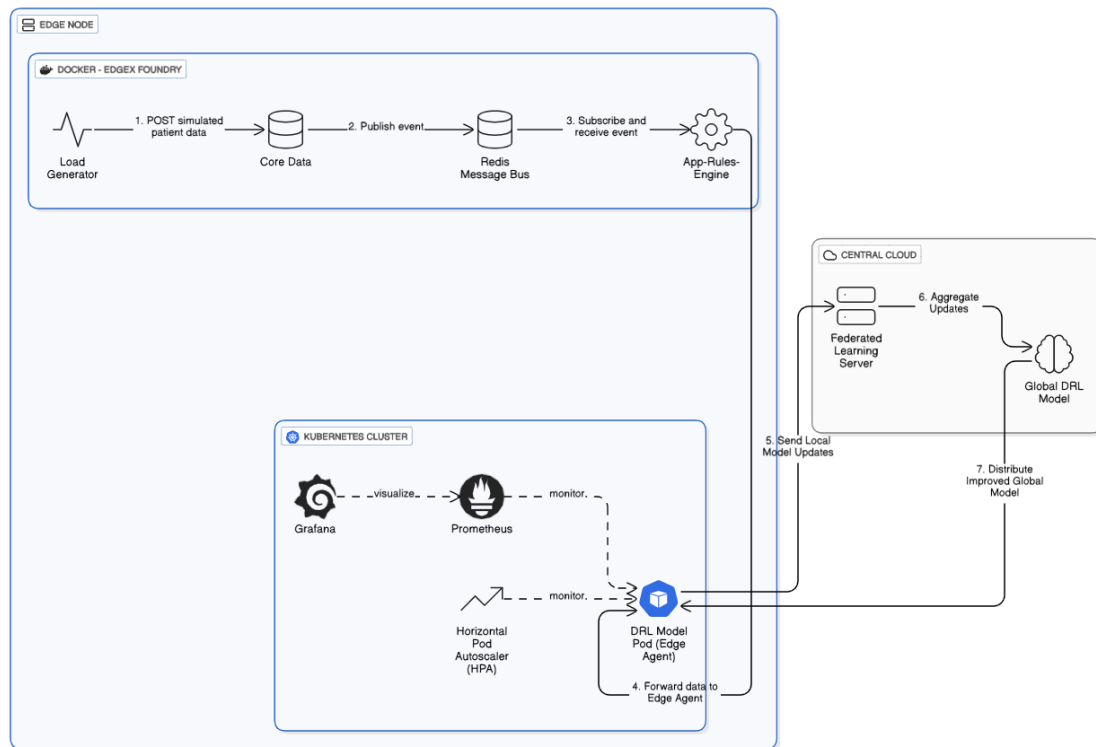 EDGE NODE
DOCKER - EDGEX FOUNDRY
1. POST simulated
patient data
2. Publish event
3. Subscribe and
receive event
Load
Generator
Core Data
Redis
Message Bus
App-Rules-
Engine
CENTRAL CLOUD
6. Aggregate
Updates
Federated
Learning
Server
Global DRL
Model
KUBERNETES CLUSTER
5. Send Local
Model Updates
7. Distribute
Improved Global
Model
visualize
monitor
Grafana
Prometheus
monitor
Horizontal
Pod
Autoscaler
(HPA)
DRL Model
Pod (Edge
Agent)
4. Forward data to
Edge Agent